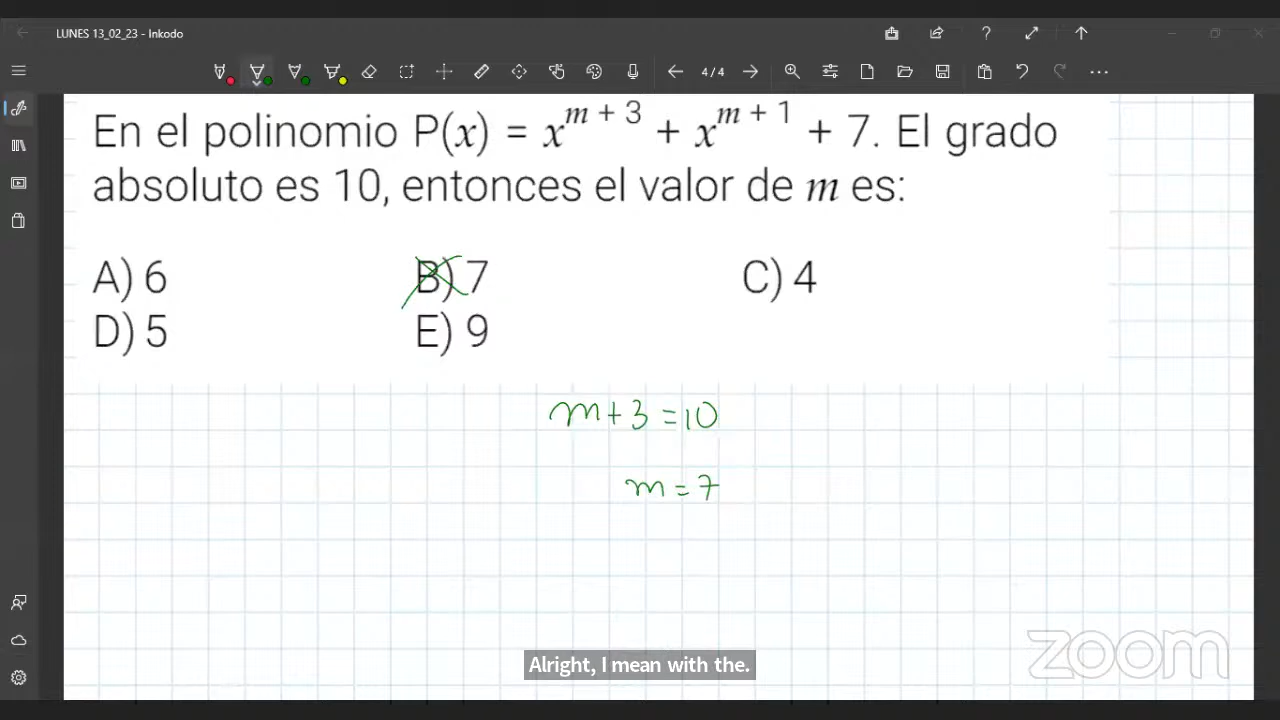 LUNES 13_02_23 - Inkodo
4 / 4
En el polinomio P(x) = x^{m + 3} + x^{m + 1} + 7. El grado
absoluto es 10, entonces el valor de m es:
A) 6 B) 7 C) 4
D) 5 E) 9
m+3 = 10
m = 7
Alright, I mean with the.
zoom